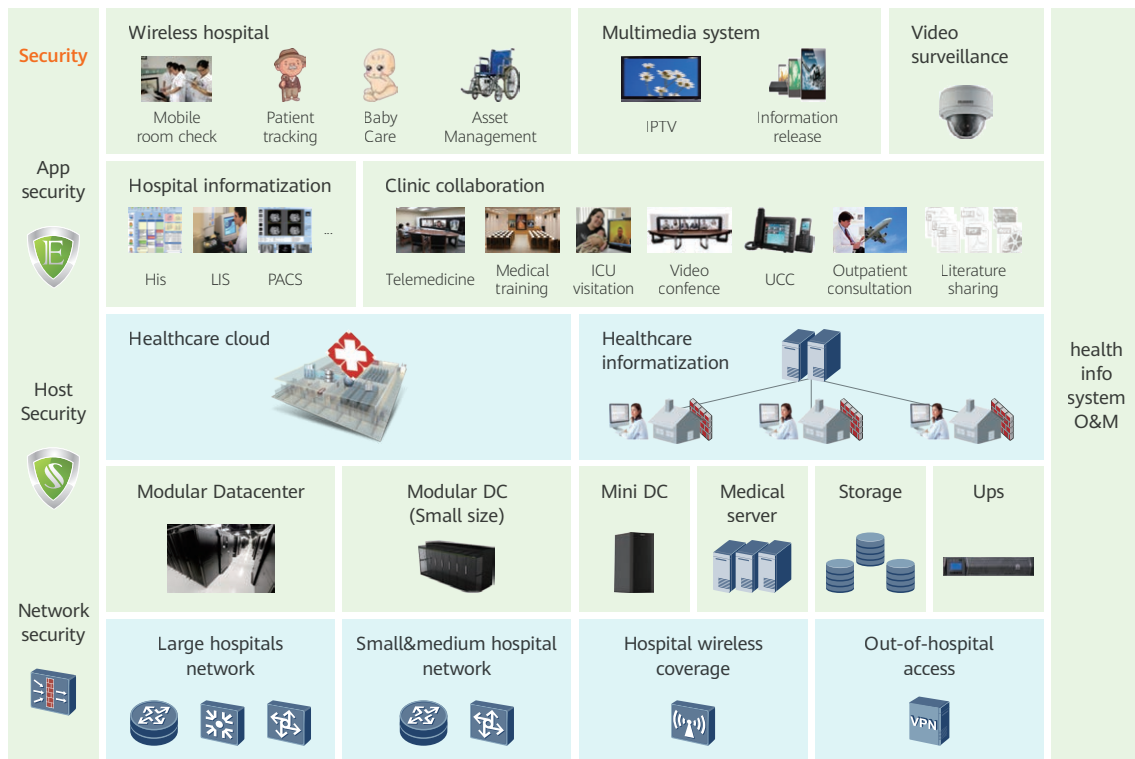 Security
App
security
Host
Security
Network
security
Wireless hospital
Mobile
room check
Patient
tracking
Baby
Care
Asset
Management
Multimedia system
IPTV
Information
release
Video
surveillance
Hospital informatization
His
LIS
PACS
...
Clinic collaboration
Telemedicine
Medical
training
ICU
visitation
Video
confence
UCC
Outpatient
consultation
Literature
sharing
Healthcare cloud
Healthcare
informatization
Modular Datacenter
Modular DC
(Small size)
Mini DC
Medical
server
Storage
Ups
Large hospitals
network
Small&medium hospital
network
Hospital wireless
coverage
Out-of-hospital
access
VPN
health
info
system
O&M